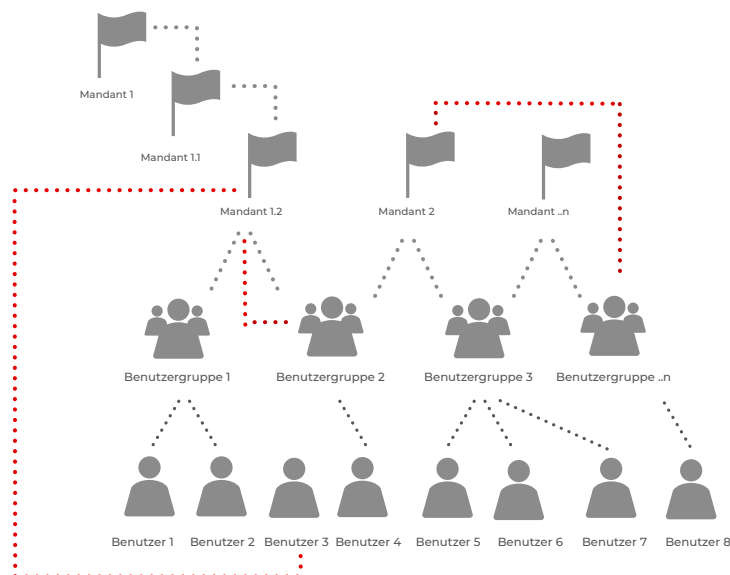 Mandant 1
Mandant 1.1
Mandant 1.2
Mandant 2
Mandant ..n
Benutzergruppe 1
Benutzergruppe 2
Benutzergruppe 3
Benutzergruppe ..n
Benutzer 1
Benutzer 2
Benutzer 3
Benutzer 4
Benutzer 5
Benutzer 6
Benutzer 7
Benutzer 8